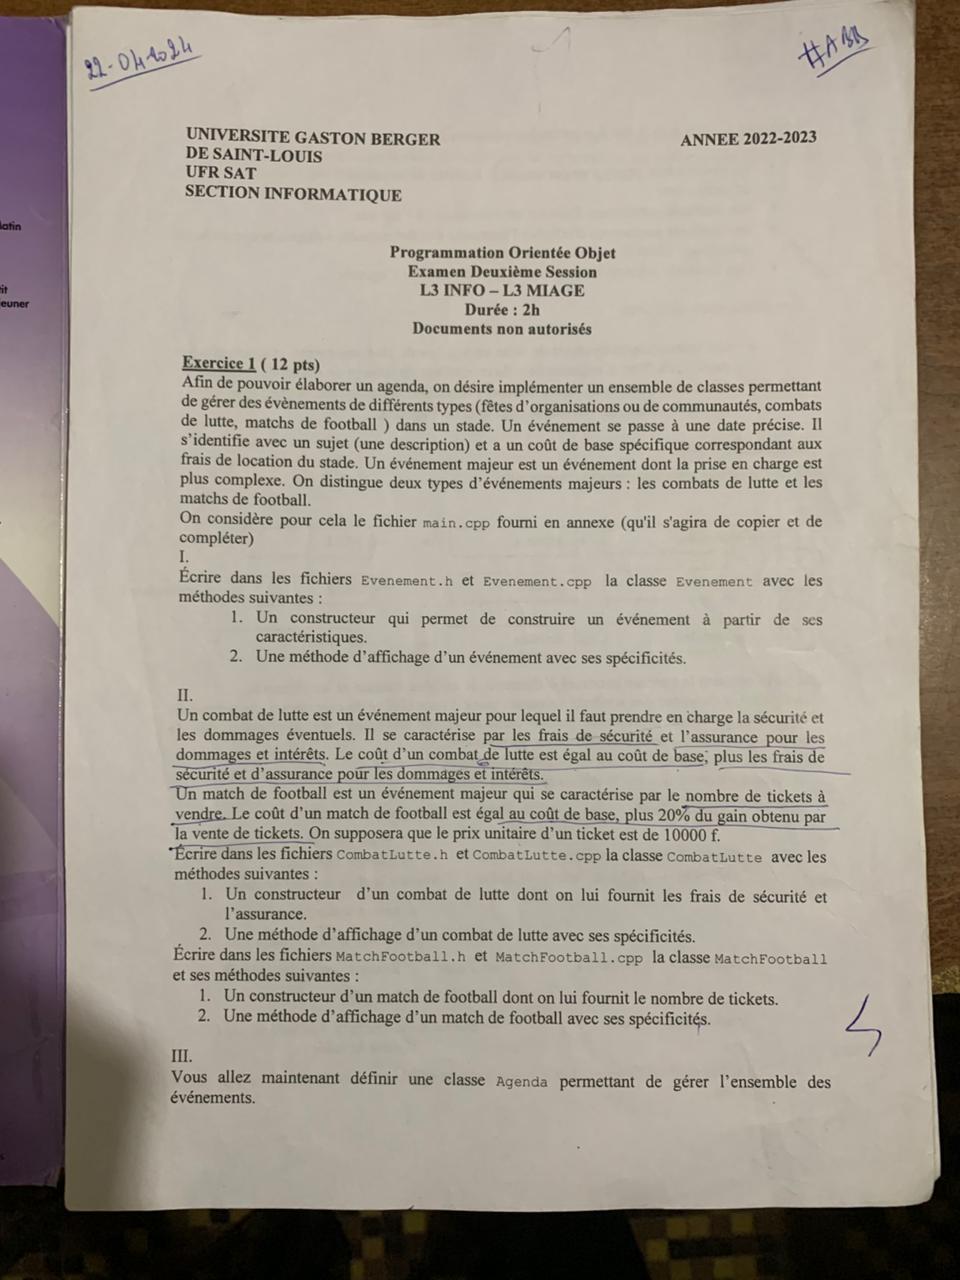 22-04-2024
#ABB
UNIVERSITE GASTON BERGER
DE SAINT-LOUIS
UFR SAT
SECTION INFORMATIQUE
ANNEE 2022-2023
Programmation Orientée Objet
Examen Deuxième Session
L3 INFO – L3 MIAGE
Durée : 2h
Documents non autorisés
Exercice 1 ( 12 pts)
Afin de pouvoir élaborer un agenda, on désire implémenter un ensemble de classes permettant
de gérer des évènements de différents types (fêtes d'organisations ou de communautés, combats
de lutte, matchs de football ) dans un stade. Un événement se passe à une date précise. Il
s'identifie avec un sujet (une description) et a un coût de base spécifique correspondant aux
frais de location du stade. Un événement majeur est un événement dont la prise en charge est
plus complexe. On distingue deux types d'événements majeurs : les combats de lutte et les
matchs de football.
On considère pour cela le fichier main.cpp fourni en annexe (qu'il s'agira de copier et de
compléter)
I.
Écrire dans les fichiers Evenement.h et Evenement.cpp la classe Evenement avec les
méthodes suivantes :
1. Un constructeur qui permet de construire un événement à partir de ses
caractéristiques.
2. Une méthode d'affichage d'un événement avec ses spécificités.
II.
Un combat de lutte est un événement majeur pour lequel il faut prendre en charge la sécurité et
les dommages éventuels. Il se caractérise par les frais de sécurité et l'assurance pour les
dommages et intérêts. Le coût d'un combat de lutte est égal au coût de base, plus les frais de
sécurité et d'assurance pour les dommages et intérêts.
Un match de football est un événement majeur qui se caractérise par le nombre de tickets à
vendre. Le coût d'un match de football est égal au coût de base, plus 20% du gain obtenu par
la vente de tickets. On supposera que le prix unitaire d'un ticket est de 10000 f.
Écrire dans les fichiers CombatLutte.h et CombatLutte.cpp la classe CombatLutte avec les
méthodes suivantes :
1. Un constructeur d'un combat de lutte dont on lui fournit les frais de sécurité et
l'assurance.
2. Une méthode d'affichage d'un combat de lutte avec ses spécificités.
Écrire dans les fichiers MatchFootball.h et MatchFootball.cpp la classe MatchFootball
et ses méthodes suivantes :
1. Un constructeur d'un match de football dont on lui fournit le nombre de tickets.
2. Une méthode d'affichage d'un match de football avec ses spécificités.
III.
Vous allez maintenant définir une classe Agenda permettant de gérer l'ensemble des
événements.